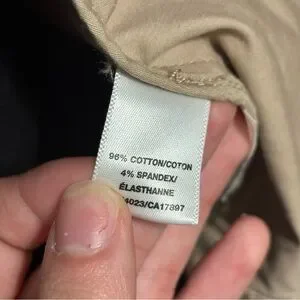 96% COTTON/COTON
4% SPANDEX/
ÉLASTHANNE
4023/CA17897